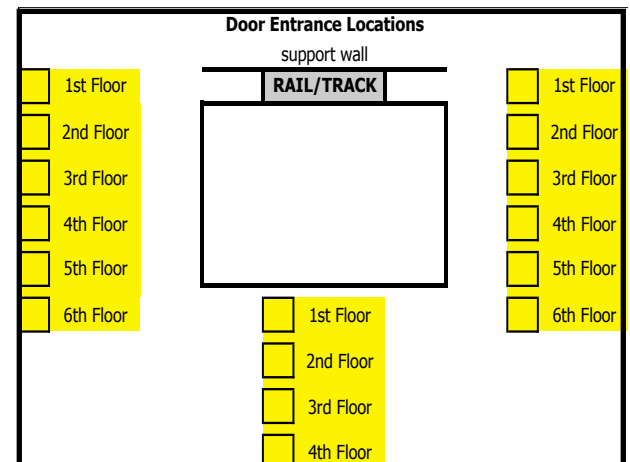 Door Entrance Locations
support wall
RAIL/TRACK
1st Floor
2nd Floor
3rd Floor
4th Floor
5th Floor
6th Floor
1st Floor
2nd Floor
3rd Floor
4th Floor
5th Floor
6th Floor
1st Floor
2nd Floor
3rd Floor
4th Floor